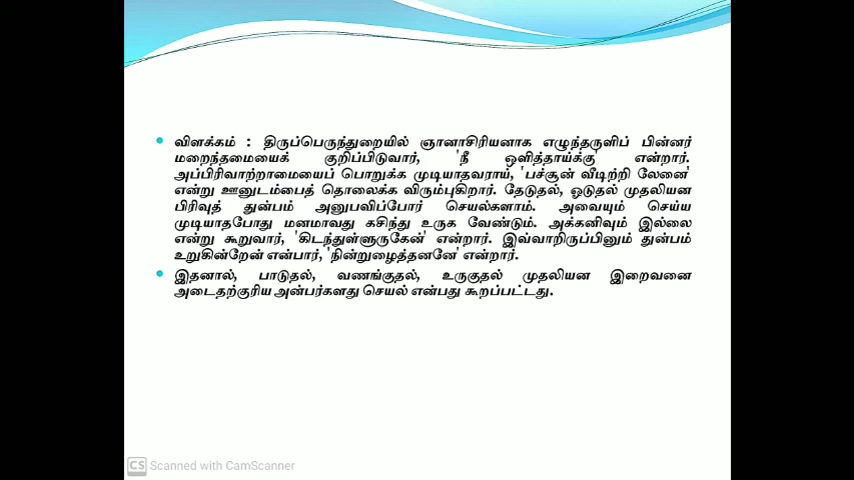 விளக்கம் : திருப்பெருந்துறையில் ஞானாசிரியனாக எழுந்தருளிப் பின்னர்
மறைந்தமையைக் குறிப்பிடுவார், 'நீ ஒளித்தாய்க்கு' என்றார்.
அப்பிரிவாற்றாமையைப் பொறுக்க முடியாதவராய், 'பச்சூன் வீடிற்றி லேனை'
என்று ஊனுடம்பைத் தொலைக்க விரும்புகிறார். தேடுதல், ஓடுதல் முதலியன
பிரிவுத் துன்பம் அனுபவிப்போர் செயல்களாம். அவையும் செய்ய
முடியாதபோது மனமாவது கசிந்து உருக வேண்டும். அக்கனிவும் இல்லை
என்று கூறுவார், 'கிடந்துள்ளுருகேன்' என்றார். இவ்வாறிருப்பினும் துன்பம்
உறுகின்றேன் என்பார், 'நின்றுழைத்தனனே' என்றார்.
இதனால், பாடுதல், வணங்குதல், உருகுதல் முதலியன இறைவனை
அடைதற்குரிய அன்பர்களது செயல் என்பது கூறப்பட்டது.
CS Scanned with CamScanner